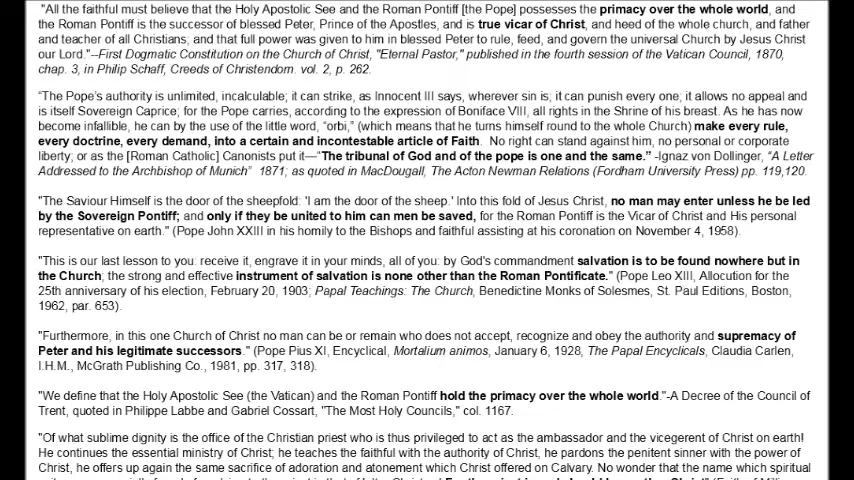 "All the faithful must believe that the Holy Apostolic See and the Roman Pontiff [the Pope] possesses the primacy over the whole world, and
the Roman Pontiff is the successor of blessed Peter, Prince of the Apostles, and is true vicar of Christ, and heed of the whole church, and father
and teacher of all Christians; and that full power was given to him in blessed Peter to rule, feed, and govern the universal Church by Jesus Christ
our Lord."--First Dogmatic Constitution on the Church of Christ, "Eternal Pastor," published in the fourth session of the Vatican Council, 1870,
chap. 3, in Philip Schaff, Creeds of Christendom. vol. 2, p. 262.
"The Pope's authority is unlimited, incalculable; it can strike, as Innocent III says, wherever sin is; it can punish every one; it allows no appeal and
is itself Sovereign Caprice; for the Pope carries, according to the expression of Boniface VIII, all rights in the Shrine of his breast. As he has now
become infallible, he can by the use of the little word, "orbi," (which means that he turns himself round to the whole Church) make every rule,
every doctrine, every demand, into a certain and incontestable article of Faith. No right can stand against him, no personal or corporate
liberty; or as the [Roman Catholic] Canonists put it—"The tribunal of God and of the pope is one and the same." -Ignaz von Dollinger, "A Letter
Addressed to the Archbishop of Munich" 1871; as quoted in MacDougall, The Acton Newman Relations (Fordham University Press) pp. 119,120.
"The Saviour Himself is the door of the sheepfold: 'I am the door of the sheep.' Into this fold of Jesus Christ, no man may enter unless he be led
by the Sovereign Pontiff; and only if they be united to him can men be saved, for the Roman Pontiff is the Vicar of Christ and His personal
representative on earth." (Pope John XXIII in his homily to the Bishops and faithful assisting at his coronation on November 4, 1958).
"This is our last lesson to you: receive it, engrave it in your minds, all of you: by God's commandment salvation is to be found nowhere but in
the Church; the strong and effective instrument of salvation is none other than the Roman Pontificate." (Pope Leo XIII, Allocution for the
25th anniversary of his election, February 20, 1903; Papal Teachings: The Church, Benedictine Monks of Solesmes, St. Paul Editions, Boston,
1962, par. 653).
"Furthermore, in this one Church of Christ no man can be or remain who does not accept, recognize and obey the authority and supremacy of
Peter and his legitimate successors." (Pope Pius XI, Encyclical, Mortalium animos, January 6, 1928, The Papal Encyclicals, Claudia Carlen,
I.H.M., McGrath Publishing Co., 1981, pp. 317, 318).
"We define that the Holy Apostolic See (the Vatican) and the Roman Pontiff hold the primacy over the whole world."-A Decree of the Council of
Trent, quoted in Philippe Labbe and Gabriel Cossart, "The Most Holy Councils," col. 1167.
"Of what sublime dignity is the office of the Christian priest who is thus privileged to act as the ambassador and the vicegerent of Christ on earth!
He continues the essential ministry of Christ; he teaches the faithful with the authority of Christ, he pardons the penitent sinner with the power of
Christ, he offers up again the same sacrifice of adoration and atonement which Christ offered on Calvary. No wonder that the name which spiritual